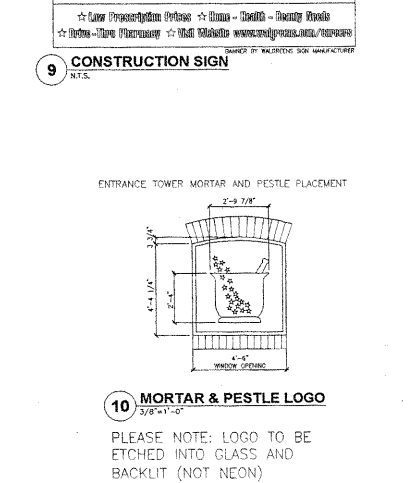 ☆ Low Prescription Prices ☆ Home - Health - Beauty Needs
☆ Drive-Thru Pharmacy ☆ Visit Website www.walgreens.com/careers
BANNER BY WALGREENS SIGN MANUFACTURER
9 CONSTRUCTION SIGN
N.T.S.
ENTRANCE TOWER MORTAR AND PESTLE PLACEMENT
2'-9 7/8"
3 3/4"
4'-4 1/4"
2'-4"
4'-6"
WINDOW OPENING
10 MORTAR & PESTLE LOGO
3/8"=1'-0"
PLEASE NOTE: LOGO TO BE
ETCHED INTO GLASS AND
BACKLIT (NOT NEON)